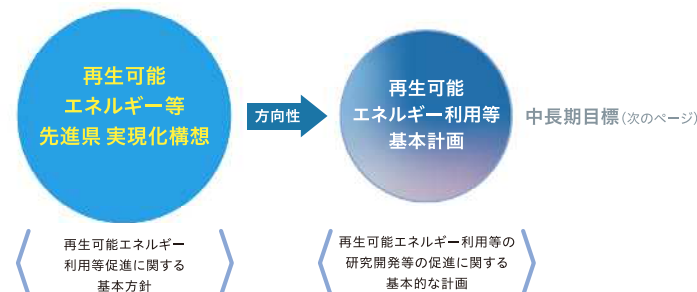 再生可能
エネルギー等
先進県 実現化構想
方向性
再生可能
エネルギー利用等
基本計画
中長期目標(次のページ)
再生可能エネルギー
利用等促進に関する
基本方針
再生可能エネルギー利用等の
研究開発等の促進に関する
基本的な計画